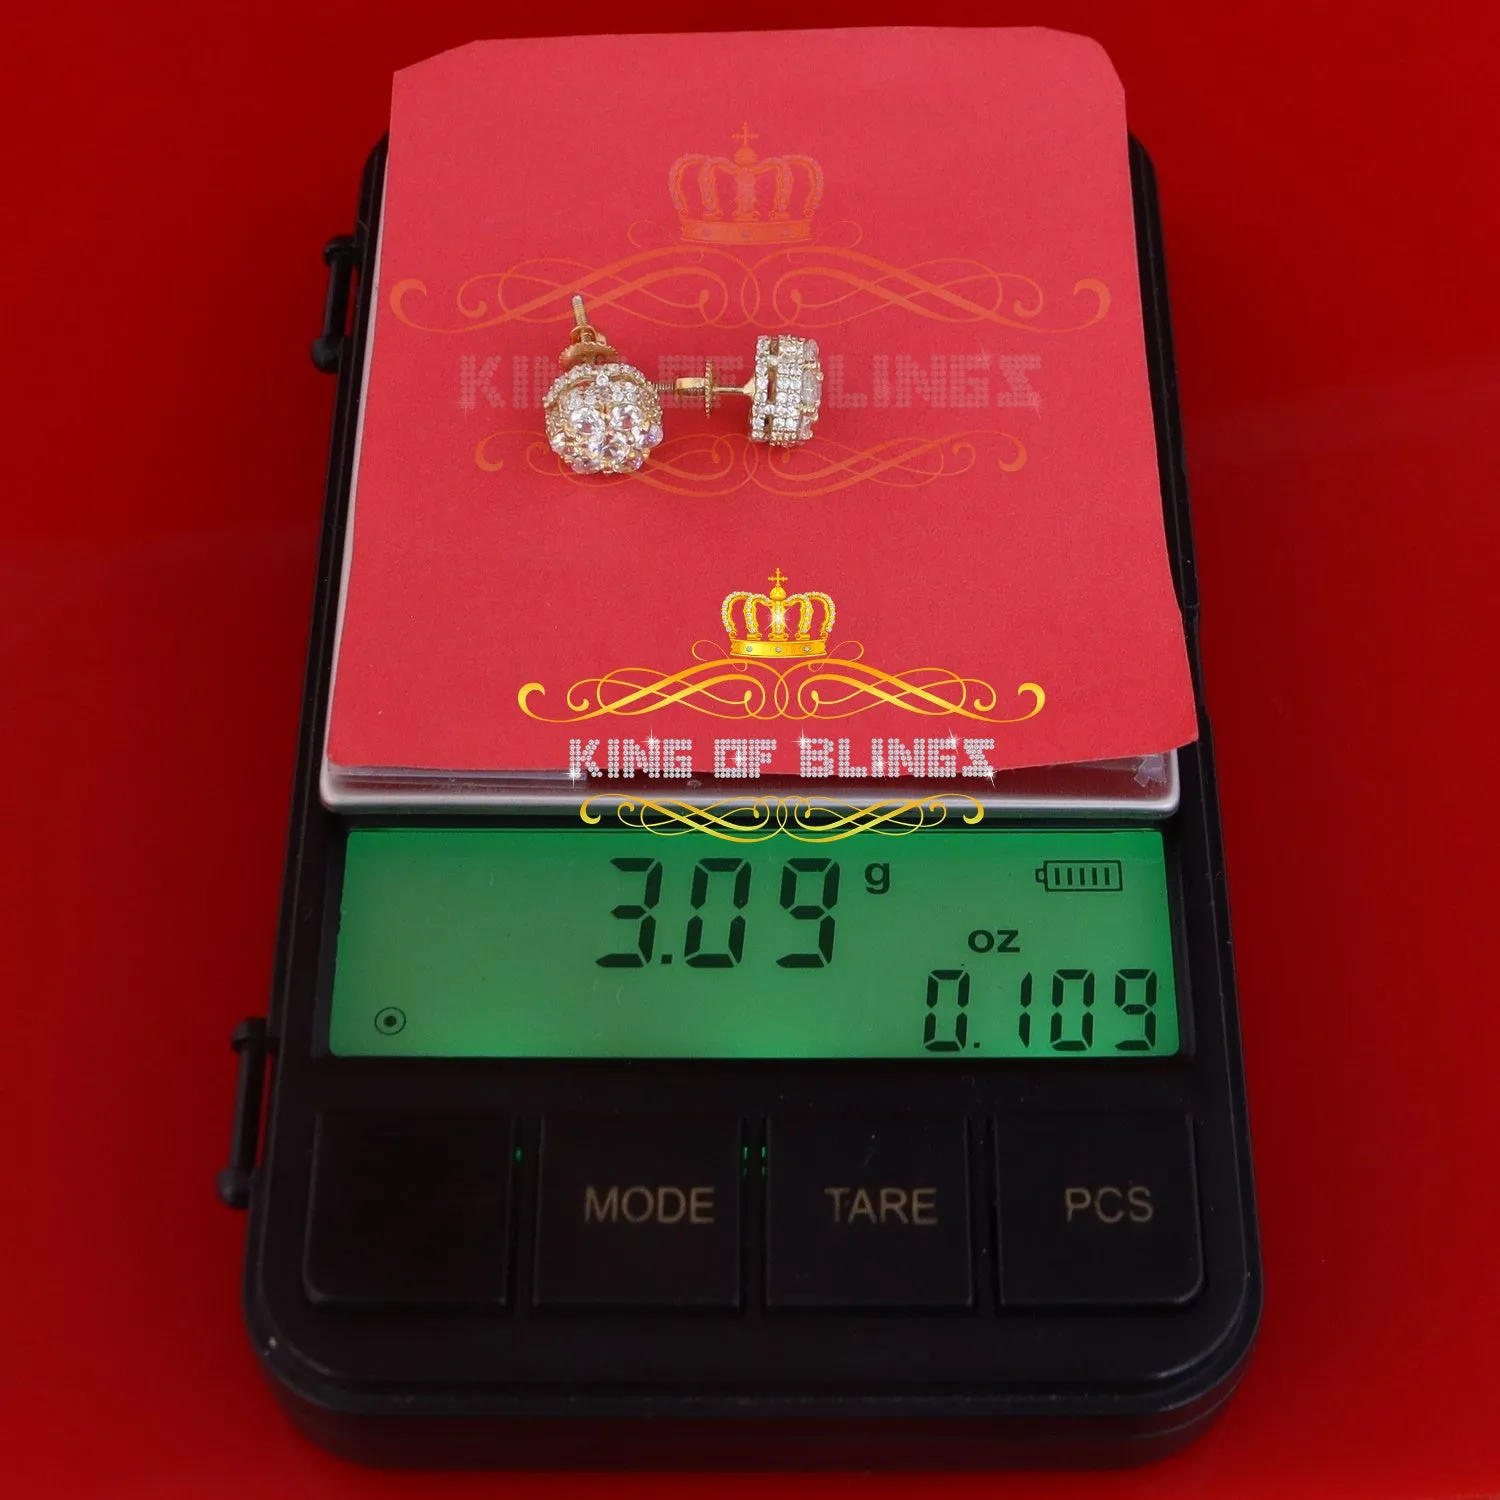 KING OF BLINGS
KING OF BLINGS
3.09 g
oz
0.109
MODE TARE PCS